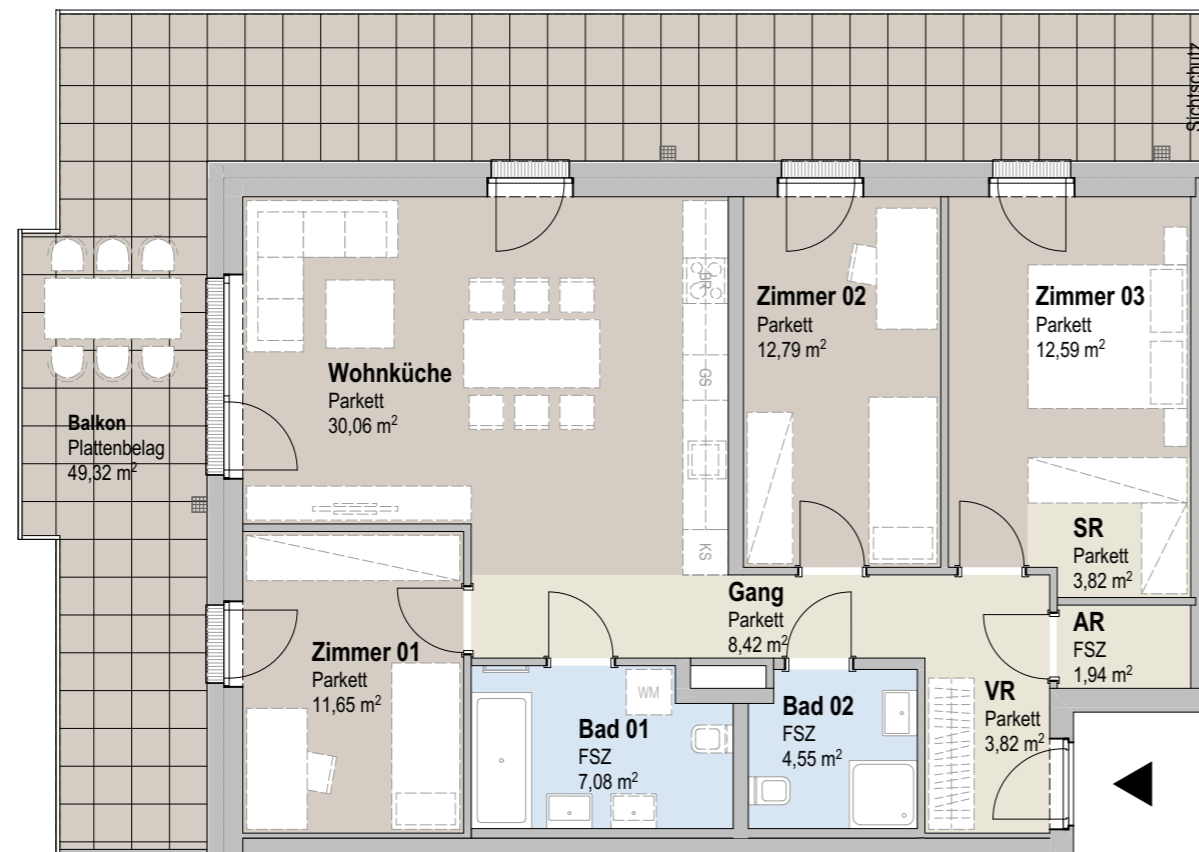 Sichtschutz
Balkon
Plattenbelag
49,32 m²
Wohnküche
Parkett
30,06 m²
BR
GS
KS
Zimmer 02
Parkett
12,79 m²
Zimmer 03
Parkett
12,59 m²
SR
Parkett
3,82 m²
Gang
Parkett
8,42 m²
AR
FSZ
1,94 m²
Zimmer 01
Parkett
11,65 m²
WM
Bad 01
FSZ
7,08 m²
Bad 02
FSZ
4,55 m²
VR
Parkett
3,82 m²